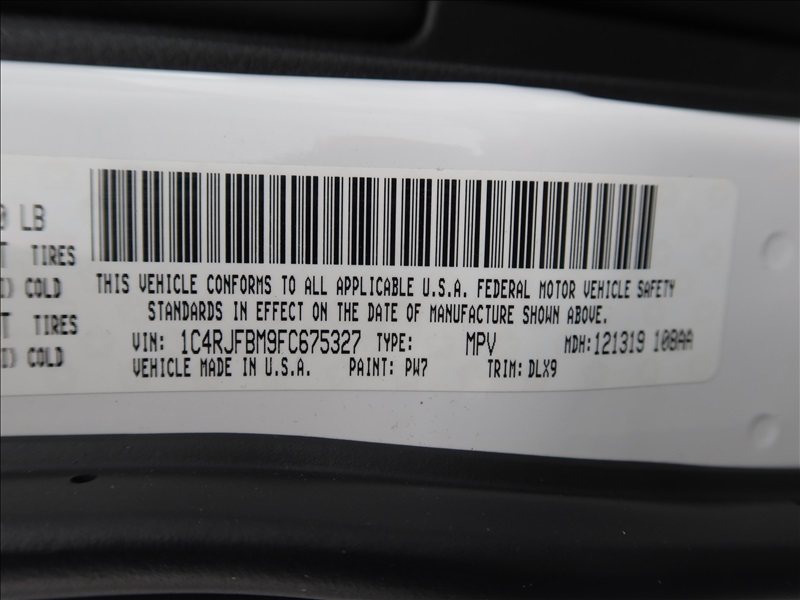 LB
TIRES
COLD
TIRES
COLD
THIS VEHICLE CONFORMS TO ALL APPLICABLE U.S.A. FEDERAL MOTOR VEHICLE SAFETY
STANDARDS IN EFFECT ON THE DATE OF MANUFACTURE SHOWN ABOVE.
VIN: 1C4RJFBM9FC675327 TYPE: MPV MDH:121319 108AA
VEHICLE MADE IN U.S.A. PAINT: PW7 TRIM: DLX9